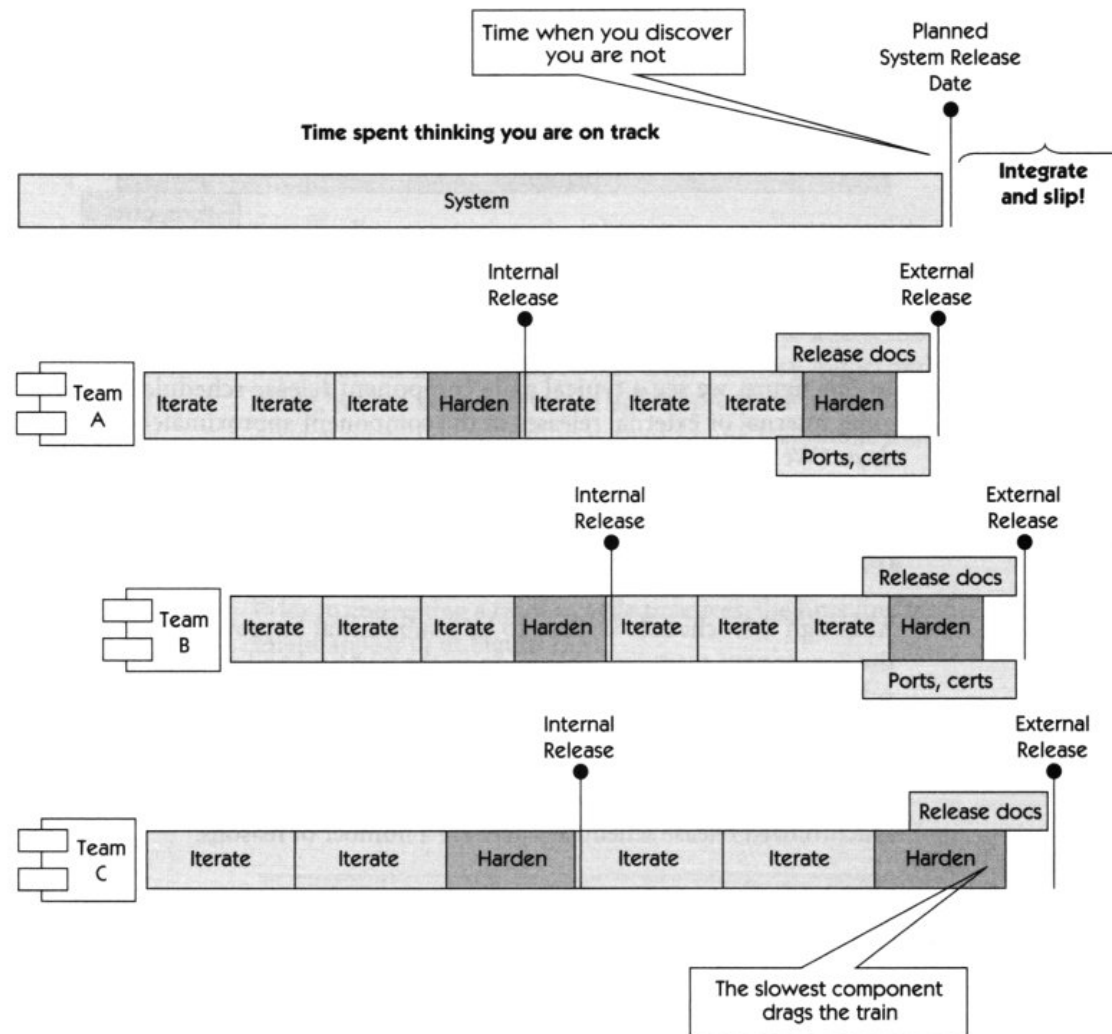 Time when you discover
you are not
Planned
System Release
Date
Time spent thinking you are on track
Integrate
and slip!
System
Internal
Release
External
Release
Release docs
Team
A
Iterate Iterate Iterate Harden Iterate Iterate Iterate Harden
Ports, certs
Internal
Release
External
Release
Release docs
Team
B
Iterate Iterate Iterate Harden Iterate Iterate Iterate Harden
Ports, certs
Internal
Release
External
Release
Release docs
Team
C
Iterate Iterate Harden Iterate Iterate Harden
The slowest component
drags the train